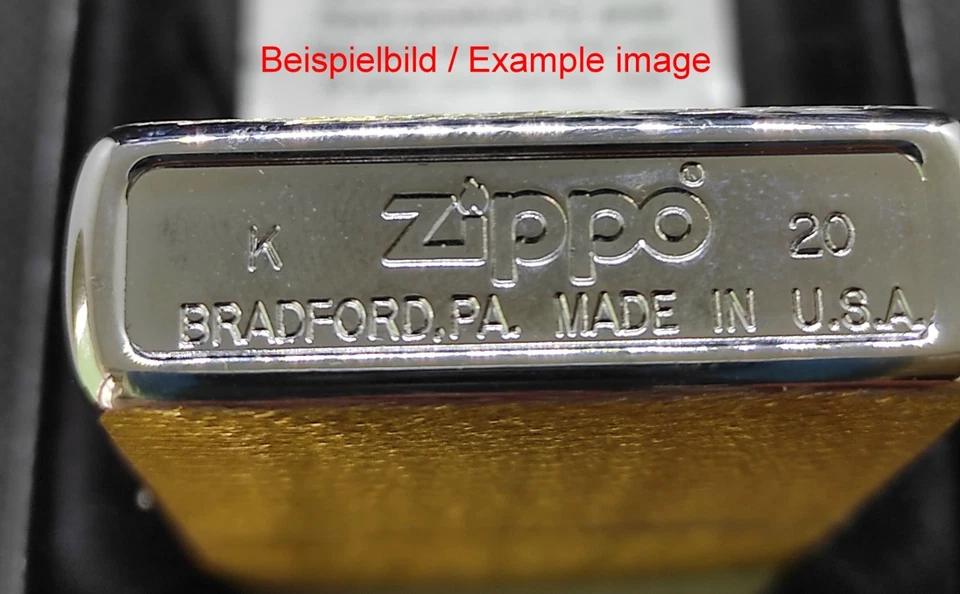 Beispielbild / Example image
K zippo® 20
BRADFORD,PA. MADE IN U.S.A.